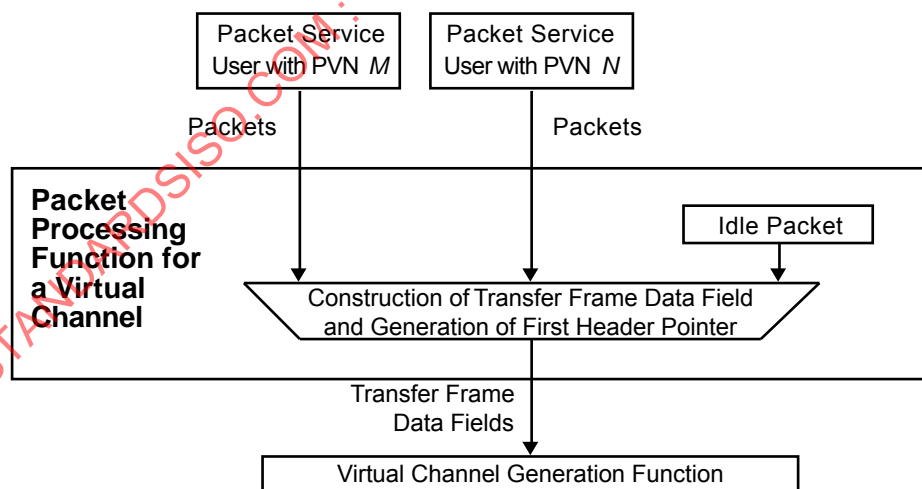 Packet Service
User with PVN M
Packet Service
User with PVN N
Packets
Packets
Packet
Processing
Function for
a Virtual
Channel
Idle Packet
Construction of Transfer Frame Data Field
and Generation of First Header Pointer
Transfer Frame
Data Fields
Virtual Channel Generation Function
STANDARDSISO.COM :